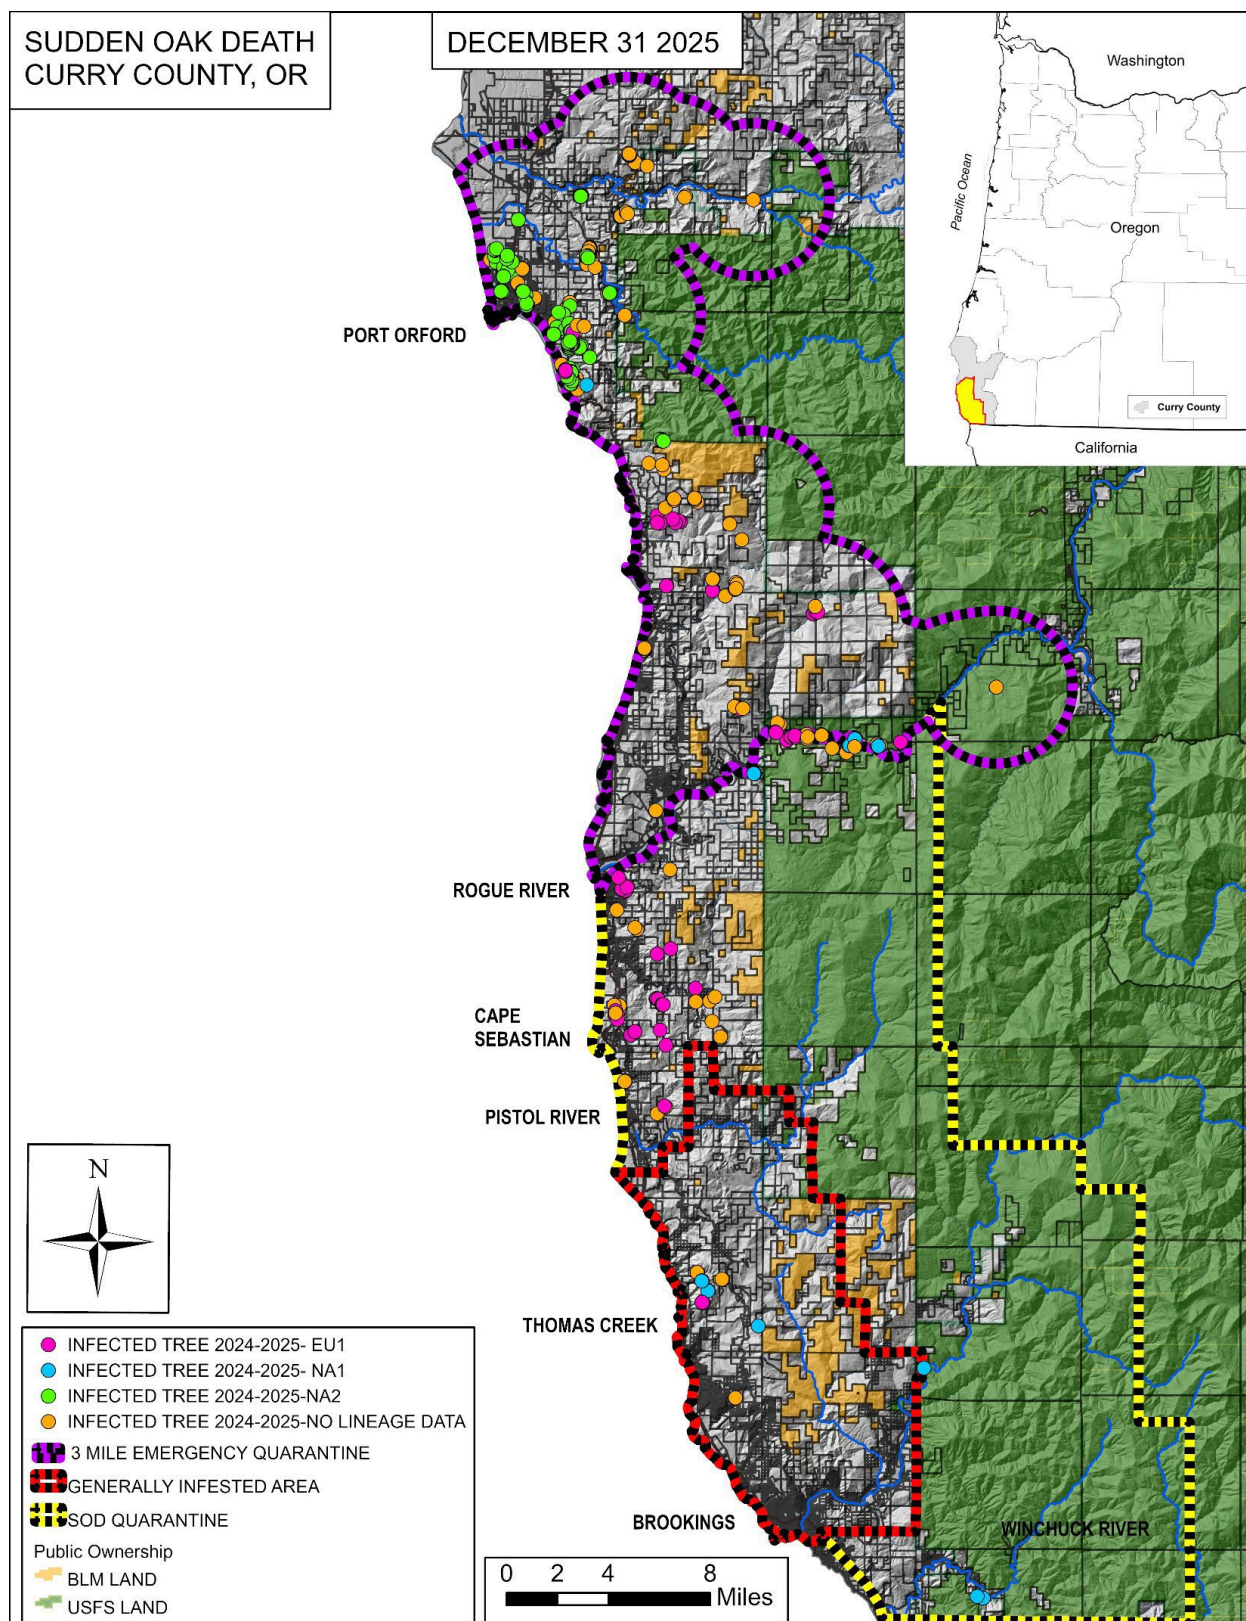 SUDDEN OAK DEATH
CURRY COUNTY, OR
DECEMBER 31 2025
Washington
Pacific Ocean
Oregon
Curry County
California
PORT ORFORD
ROGUE RIVER
CAPE
SEBASTIAN
PISTOL RIVER
N
THOMAS CREEK
BROOKINGS
WINCHUCK RIVER
INFECTED TREE 2024-2025- EU1
INFECTED TREE 2024-2025- NA1
INFECTED TREE 2024-2025-NA2
INFECTED TREE 2024-2025-NO LINEAGE DATA
3 MILE EMERGENCY QUARANTINE
GENERALLY INFESTED AREA
SOD QUARANTINE
Public Ownership
BLM LAND
USFS LAND
0 2 4 8
Miles